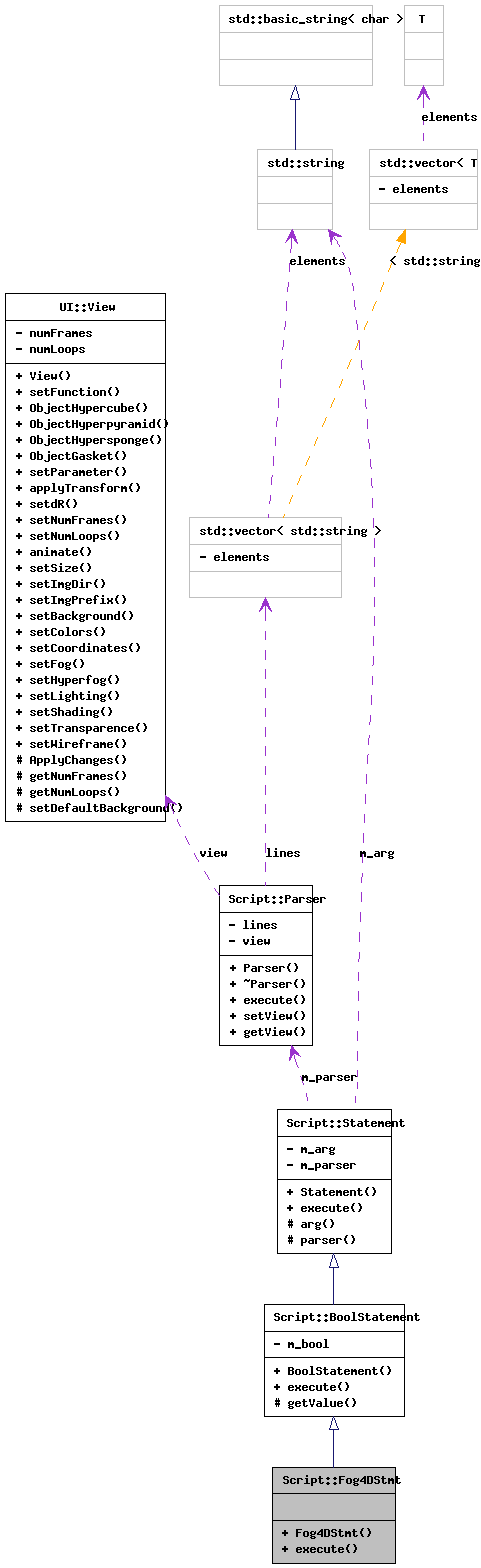 std::basic_string< char >
T
elements
std::string
std::vector< T
- elements
elements
< std::string
UI::View
- numFrames
- numLoops
+ View()
+ setFunction()
+ ObjectHypercube()
+ ObjectHyperpyramid()
+ ObjectHypersponge()
+ ObjectGasket()
+ setParameter()
+ applyTransform()
+ setdR()
+ setNumFrames()
+ setNumLoops()
+ animate()
+ setSize()
+ setImgDir()
+ setImgPrefix()
+ setBackground()
+ setColors()
+ setCoordinates()
+ setFog()
+ setHyperfog()
+ setLighting()
+ setShading()
+ setTransparence()
+ setWireframe()
# ApplyChanges()
# getNumFrames()
# getNumLoops()
# setDefaultBackground()
std::vector< std::string >
- elements
view
lines
m_arg
Script::Parser
- lines
- view
+ Parser()
+ ~Parser()
+ execute()
+ setView()
+ getView()
m_parser
Script::Statement
- m_arg
- m_parser
+ Statement()
+ execute()
# arg()
# parser()
Script::BoolStatement
- m_bool
+ BoolStatement()
+ execute()
# getValue()
Script::Fog4DStmt
+ Fog4DStmt()
+ execute()